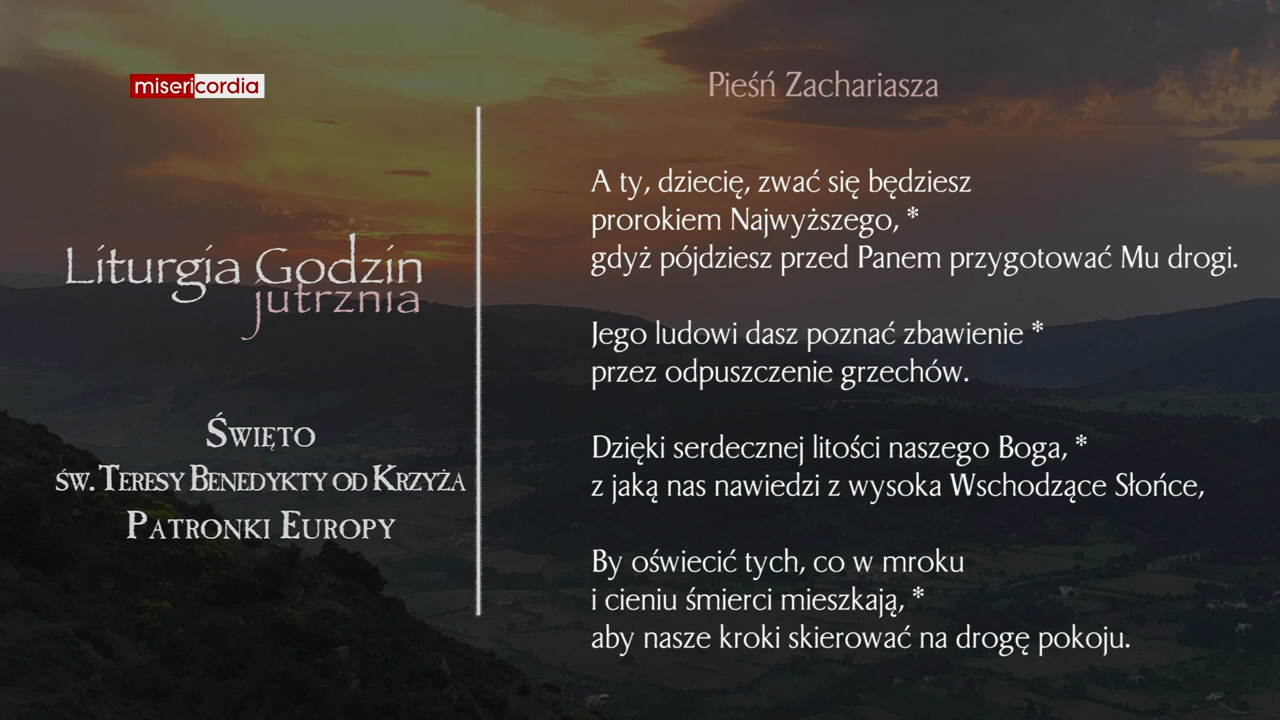 misericordia
Liturgia Godzin
jutrznia
Święto
św. Teresy Benedykty od Krzyża
Patronki Europy
Pieśń Zachariasza
A ty, dziecię, zwać się będziesz
prorokiem Najwyższego, *
gdyż pójdziesz przed Panem przygotować Mu drogi.
Jego ludowi dasz poznać zbawienie *
przez odpuszczenie grzechów.
Dzięki serdecznej litości naszego Boga, *
z jaką nas nawiedzi z wysoka Wschodzące Słońce,
By oświecić tych, co w mroku
i cieniu śmierci mieszkają, *
aby nasze kroki skierować na drogę pokoju.